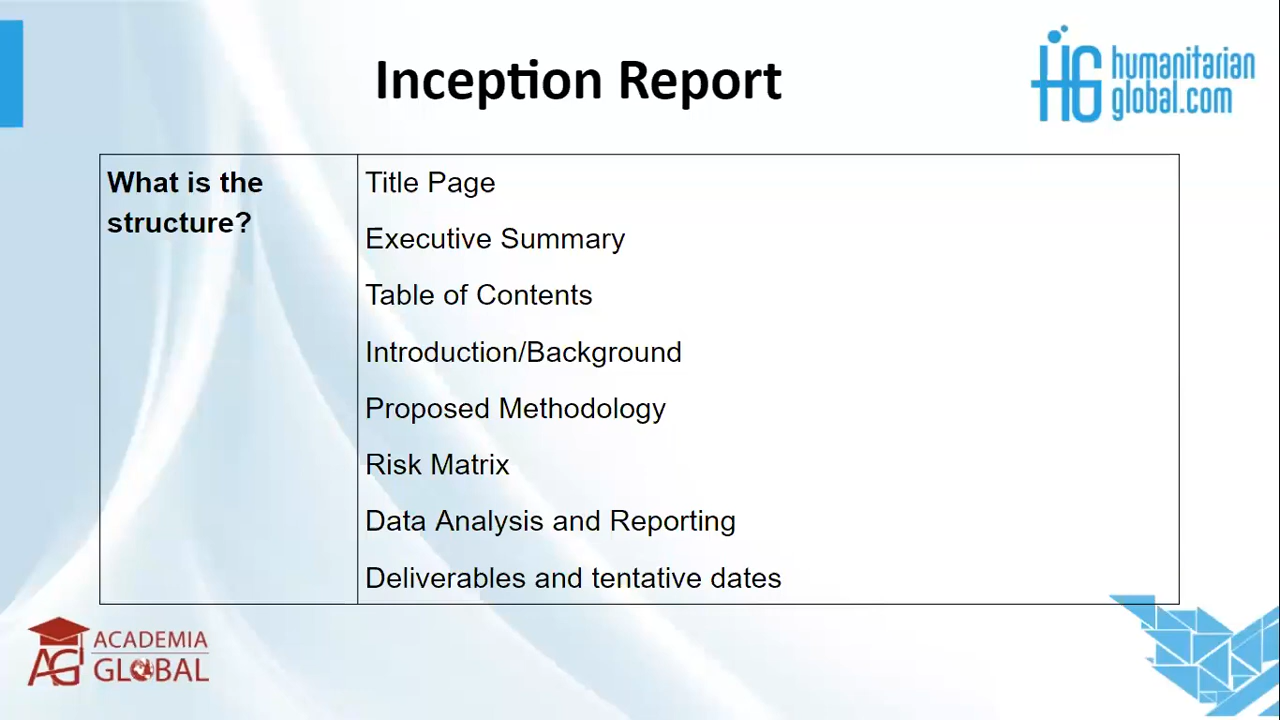 Inception Report
humanitarian
global.com
What is the
structure?
Title Page
Executive Summary
Table of Contents
Introduction/Background
Proposed Methodology
Risk Matrix
Data Analysis and Reporting
Deliverables and tentative dates
ACADEMIA
GLOBAL